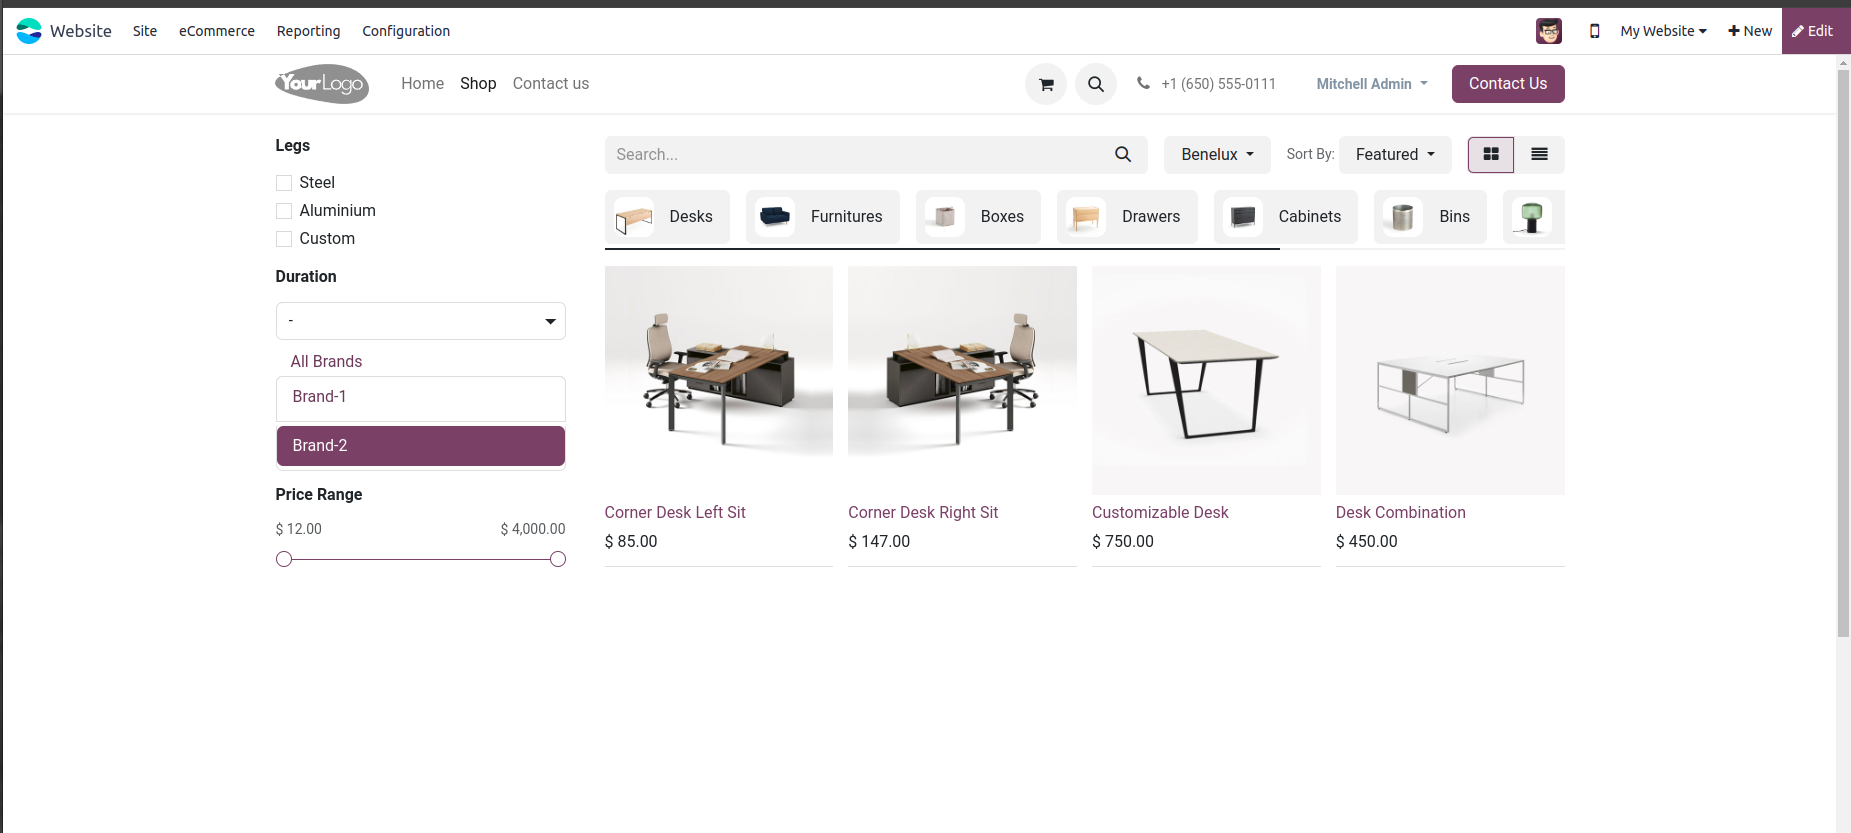 Website Site eCommerce Reporting Configuration My Website New Edit
YourLogo Home Shop Contact us +1 (650) 555-0111 Mitchell Admin Contact Us
Legs
Steel
Aluminium
Custom
Duration
-
All Brands
Brand-1
Brand-2
Price Range
$ 12.00 $ 4,000.00
Search... Benelux Sort By: Featured
Desks Furnitures Boxes Drawers Cabinets Bins
Corner Desk Left Sit
$ 85.00
Corner Desk Right Sit
$ 147.00
Customizable Desk
$ 750.00
Desk Combination
$ 450.00